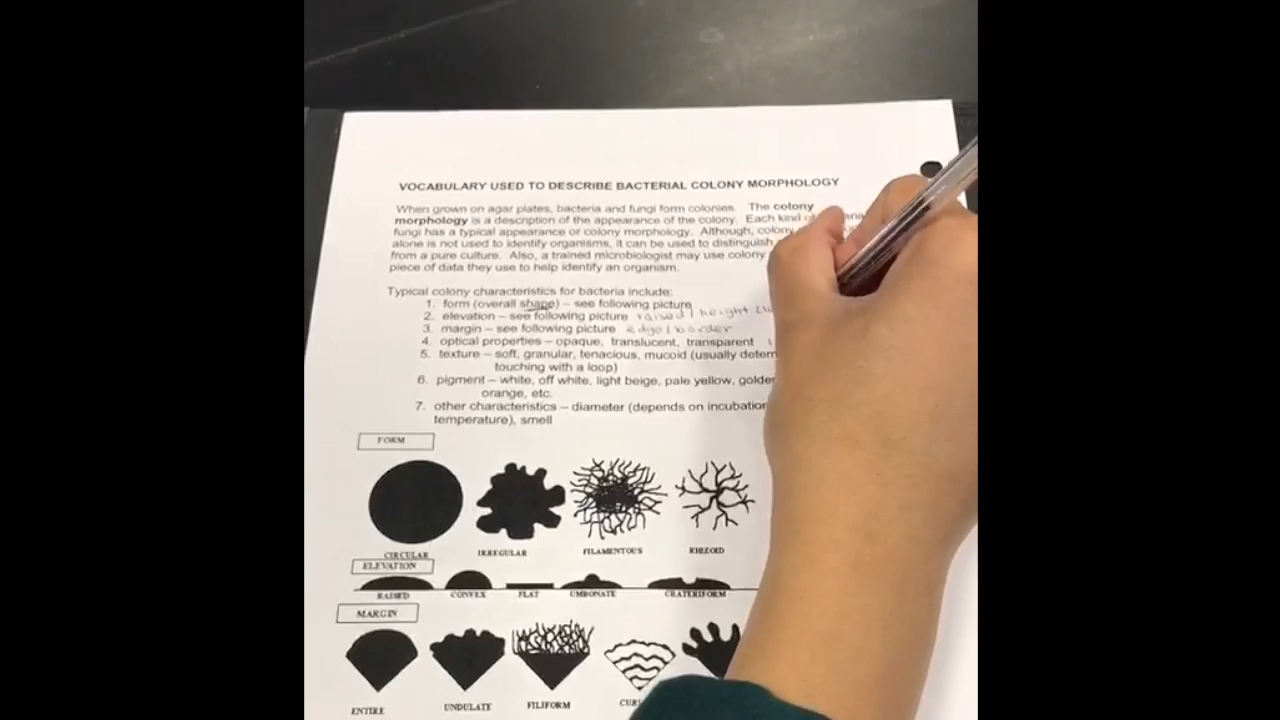 VOCABULARY USED TO DESCRIBE BACTERIAL COLONY MORPHOLOGY
When grown on agar plates, bacteria and fungi form colonies. The colony
morphology is a description of the appearance of the colony. Each kind
fungi has a typical appearance or colony morphology. Although, colony
alone is not used to identify organisms, it can be used to distinguish
from a pure culture. Also, a trained microbiologist may use colony
piece of data they use to help identify an organism.
Typical colony characteristics for bacteria include:
1. form (overall shape) – see following picture
2. elevation – see following picture raised / height
3. margin – see following picture edge / border
4. optical properties – opaque, translucent, transparent
5. texture – soft, granular, tenacious, mucoid (usually
touching with a loop)
6. pigment – white, off white, light beige, pale yellow,
orange, etc.
7. other characteristics – diameter (depends on incubation
temperature), smell
FORM
CIRCULAR IRREGULAR FILAMENTOUS RHIZOID
ELEVATION
RAISED CONVEX FLAT UMBONATE CRATERIFORM
MARGIN
ENTIRE UNDULATE FILIFORM